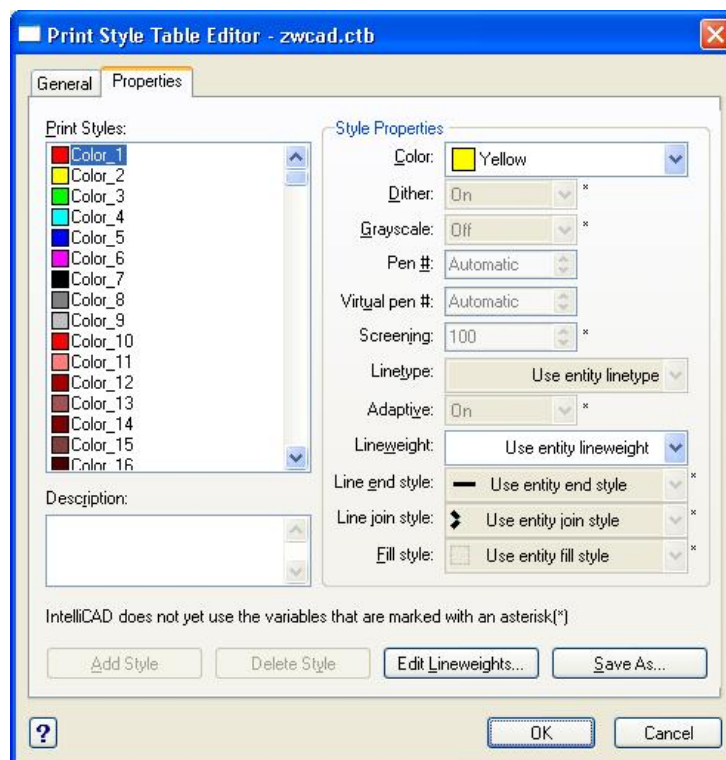 Print Style Table Editor - zwcad.ctb
General Properties
Print Styles:
Color_1
Color_2
Color_3
Color_4
Color_5
Color_6
Color_7
Color_8
Color_9
Color_10
Color_11
Color_12
Color_13
Color_14
Color_15
Color_16
Description:
Style Properties
Color: Yellow
Dither: On *
Grayscale: Off *
Pen #: Automatic
Virtual pen #: Automatic
Screening: 100 *
Linetype: Use entity linetype
Adaptive: On *
Lineweight: Use entity lineweight
Line end style: Use entity end style *
Line join style: Use entity join style *
Fill style: Use entity fill style *
IntelliCAD does not yet use the variables that are marked with an asterisk(*)
Add Style Delete Style Edit Lineweights... Save As...
? OK Cancel